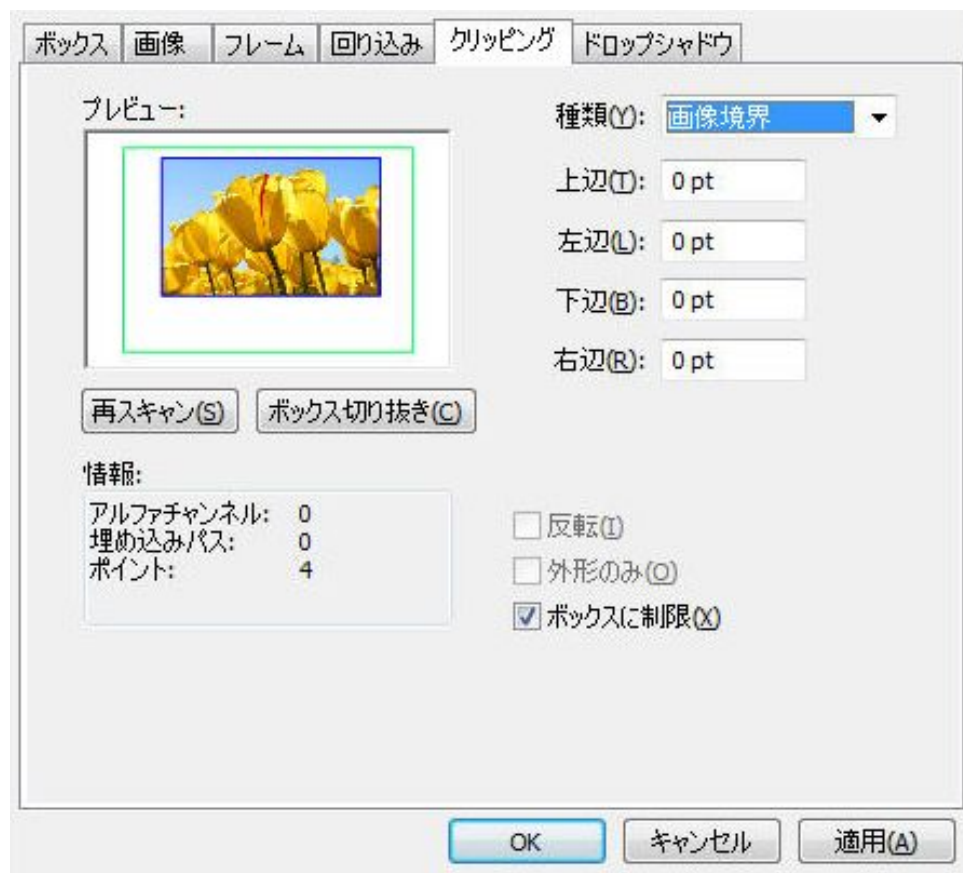 ボックス 画像 フレーム 回り込み クリッピング ドロップシャドウ
プレビュー:
種類(Y): 画像境界
上辺(T): 0 pt
左辺(L): 0 pt
下辺(B): 0 pt
右辺(R): 0 pt
再スキャン(S) ボックス切り抜き(C)
情報:
アルファチャンネル: 0
埋め込みパス: 0
ポイント: 4
反転(I)
外形のみ(O)
ボックスに制限(X)
OK キャンセル 適用(A)